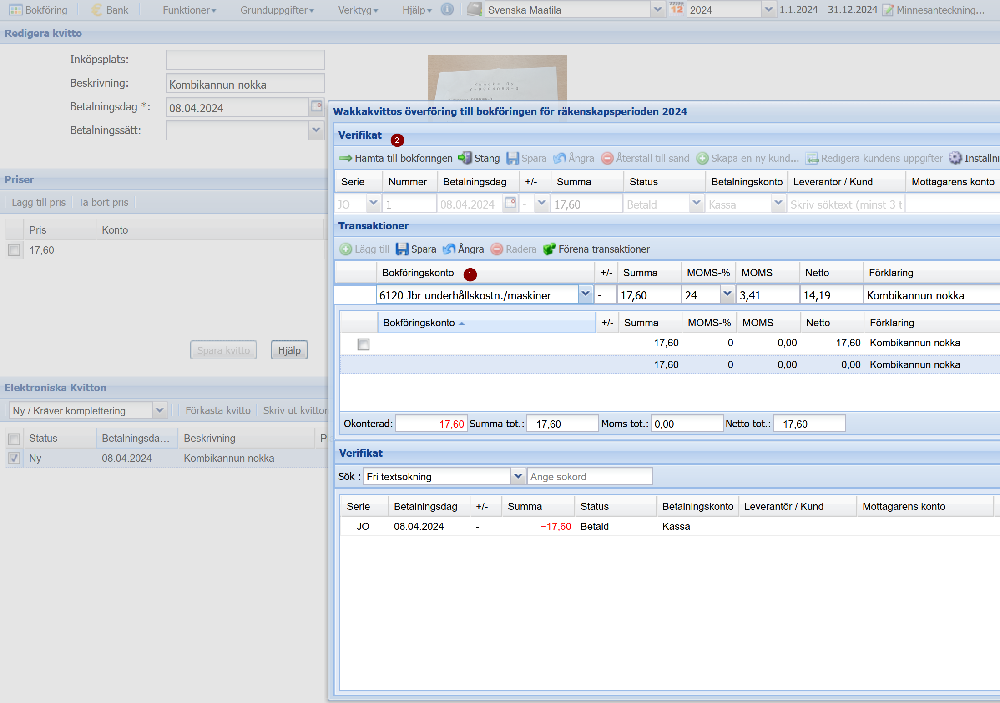 Bokföring Bank Funktioner Grunduppgifter Verktyg Hjälp Svenska Maatila 12 2024 1.1.2024 - 31.12.2024 Minnesanteckning...
Redigera kvitto
Inköpsplats:
Beskrivning: Kombikannun nokka
Betalningsdag *: 08.04.2024
Betalningssätt:
Koneks Oy
Y-0884088-0
Y-tunnus: 0884088-0
Priser
Lägg till pris Ta bort pris
Pris Konto
17,60
Spara kvitto Hjälp
Elektroniska Kvitton
Ny / Kräver komplettering Förkasta kvitto Skriv ut kvitton
Status Betalningsda... Beskrivning
Ny 08.04.2024 Kombikannun nokka
Wakkakvittos överföring till bokföringen för räkenskapsperioden 2024
Verifikat 2
Hämta till bokföringen Stäng Spara Ångra Återställ till sänd Skapa en ny kund... Redigera kundens uppgifter Inställni
Serie Nummer Betalningsdag +/- Summa Status Betalningskonto Leverantör / Kund Mottagarens konto
JO 1 08.04.2024 - 17,60 Betald Kassa Skriv söktext (minst 3 t
Transaktioner
Lägg till Spara Ångra Radera Förena transaktioner
Bokföringskonto 1 +/- Summa MOMS-% MOMS Netto Förklaring
6120 Jbr underhållskostn./maskiner - 17,60 24 3,41 14,19 Kombikannun nokka
Bokföringskonto +/- Summa MOMS-% MOMS Netto Förklaring
17,60 0 0,00 17,60 Kombikannun nokka
17,60 0 0,00 0,00 Kombikannun nokka
Okonterad: −17,60 Summa tot.: −17,60 Moms tot.: 0,00 Netto tot.: −17,60
Verifikat
Sök : Fri textsökning Ange sökord
Serie Betalningsdag +/- Summa Status Betalningskonto Leverantör / Kund Mottagarens konto
JO 08.04.2024 - −17,60 Betald Kassa